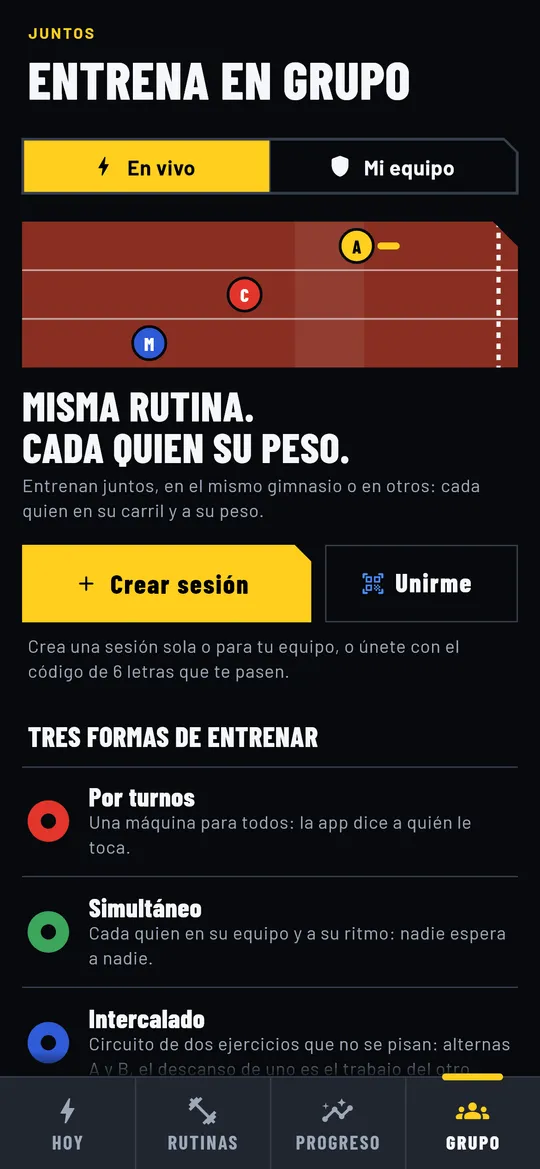 JUNTOS
ENTRENA EN GRUPO
En vivo
Mi equipo
A
C
M
MISMA RUTINA.
CADA QUIEN SU PESO.
Entrenan juntos, en el mismo gimnasio o en otros: cada
quien en su carril y a su peso.
+ Crear sesión
Unirme
Crea una sesión sola o para tu equipo, o únete con el
código de 6 letras que te pasen.
TRES FORMAS DE ENTRENAR
Por turnos
Una máquina para todos: la app dice a quién le
toca.
Simultáneo
Cada quien en su equipo y a su ritmo: nadie espera
a nadie.
Intercalado
Circuito de dos ejercicios que no se pisan: alternas
A y B, el descanso de uno es el trabajo del otro.
HOY
RUTINAS
PROGRESO
GRUPO